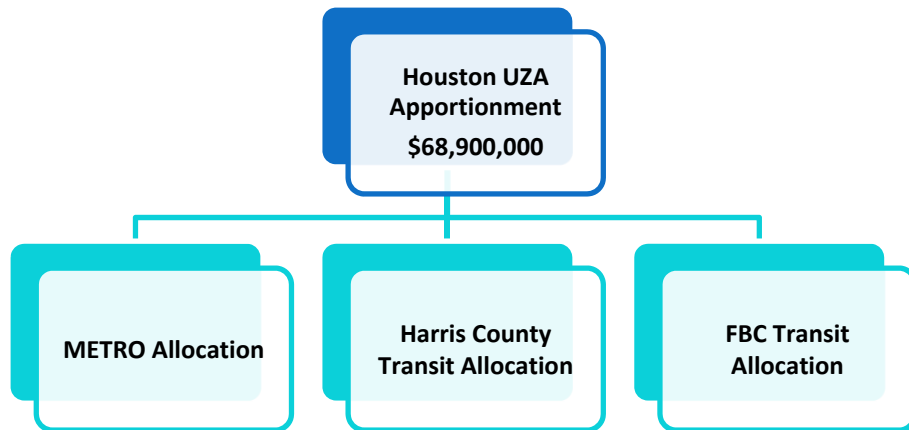 Houston UZA
Apportionment
$68,900,000
METRO Allocation
Harris County
Transit Allocation
FBC Transit
Allocation